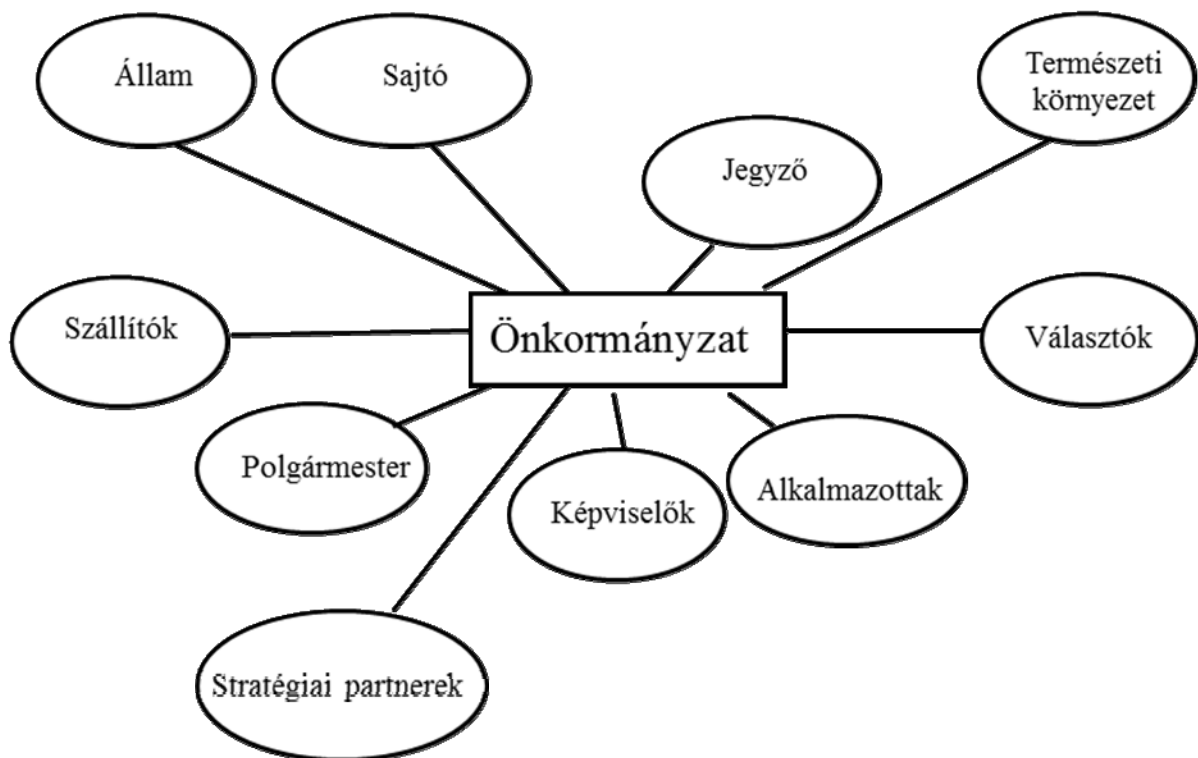 Állam
Sajtó
Természeti
környezet
Jegyző
Szállítók
Önkormányzat
Választók
Polgármester
Képviselők
Alkalmazottak
Stratégiai partnerek